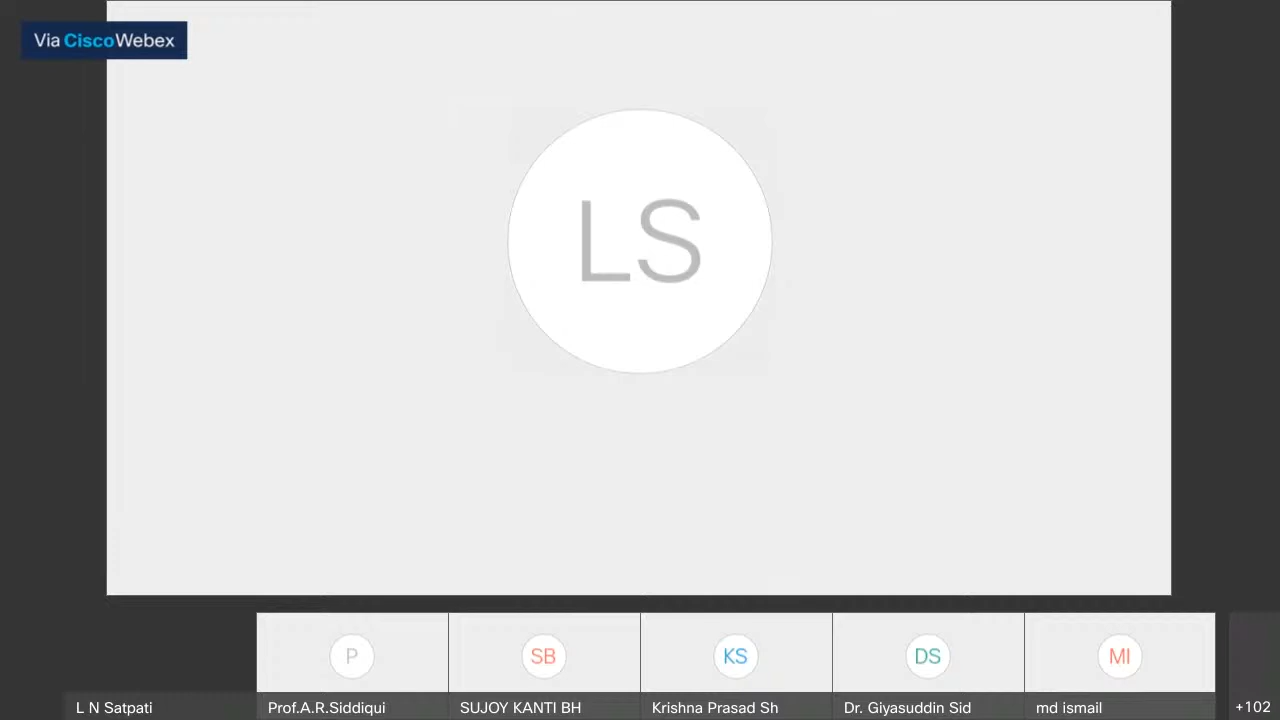 Via CiscoWebex
LS
P
SB
KS
DS
MI
L N Satpati
Prof.A.R.Siddiqui
SUJOY KANTI BH
Krishna Prasad Sh
Dr. Giyasuddin Sid
md ismail
+102